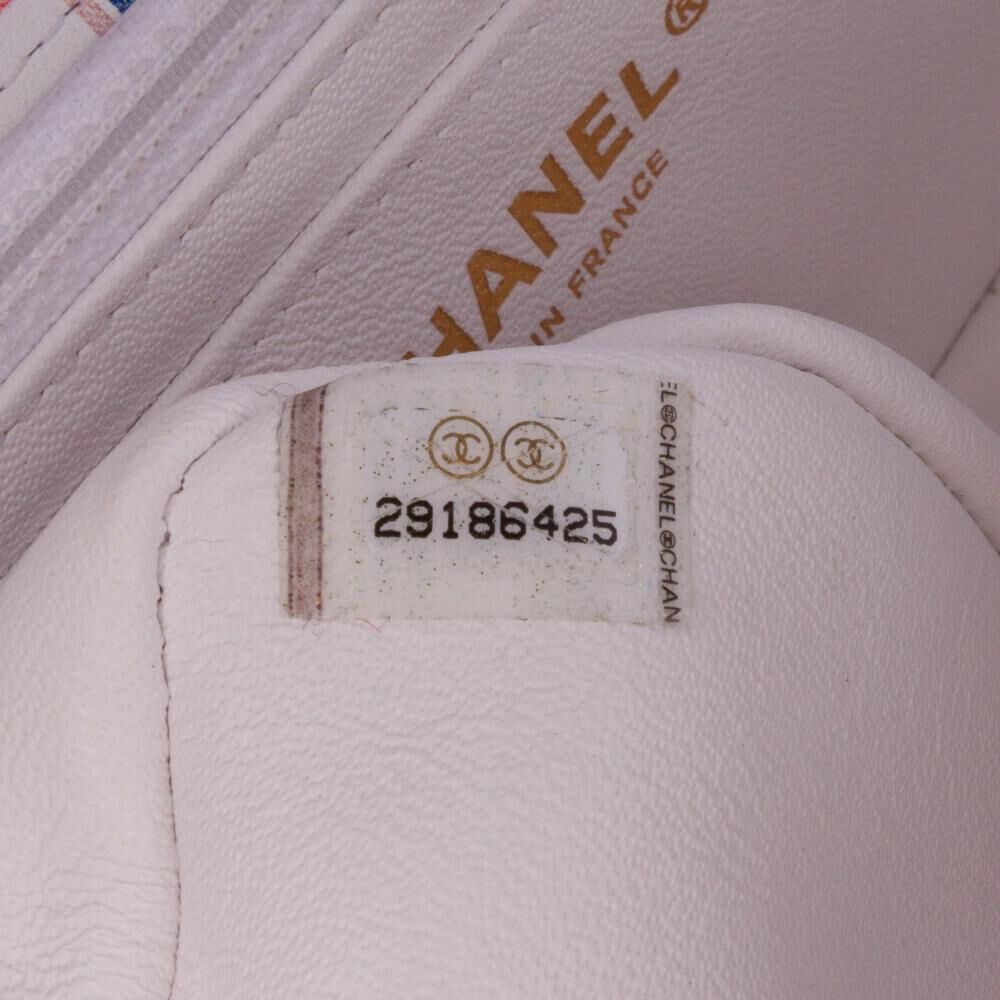 CHANEL ®
IN FRANCE
29186425
EL CHANEL CHAN